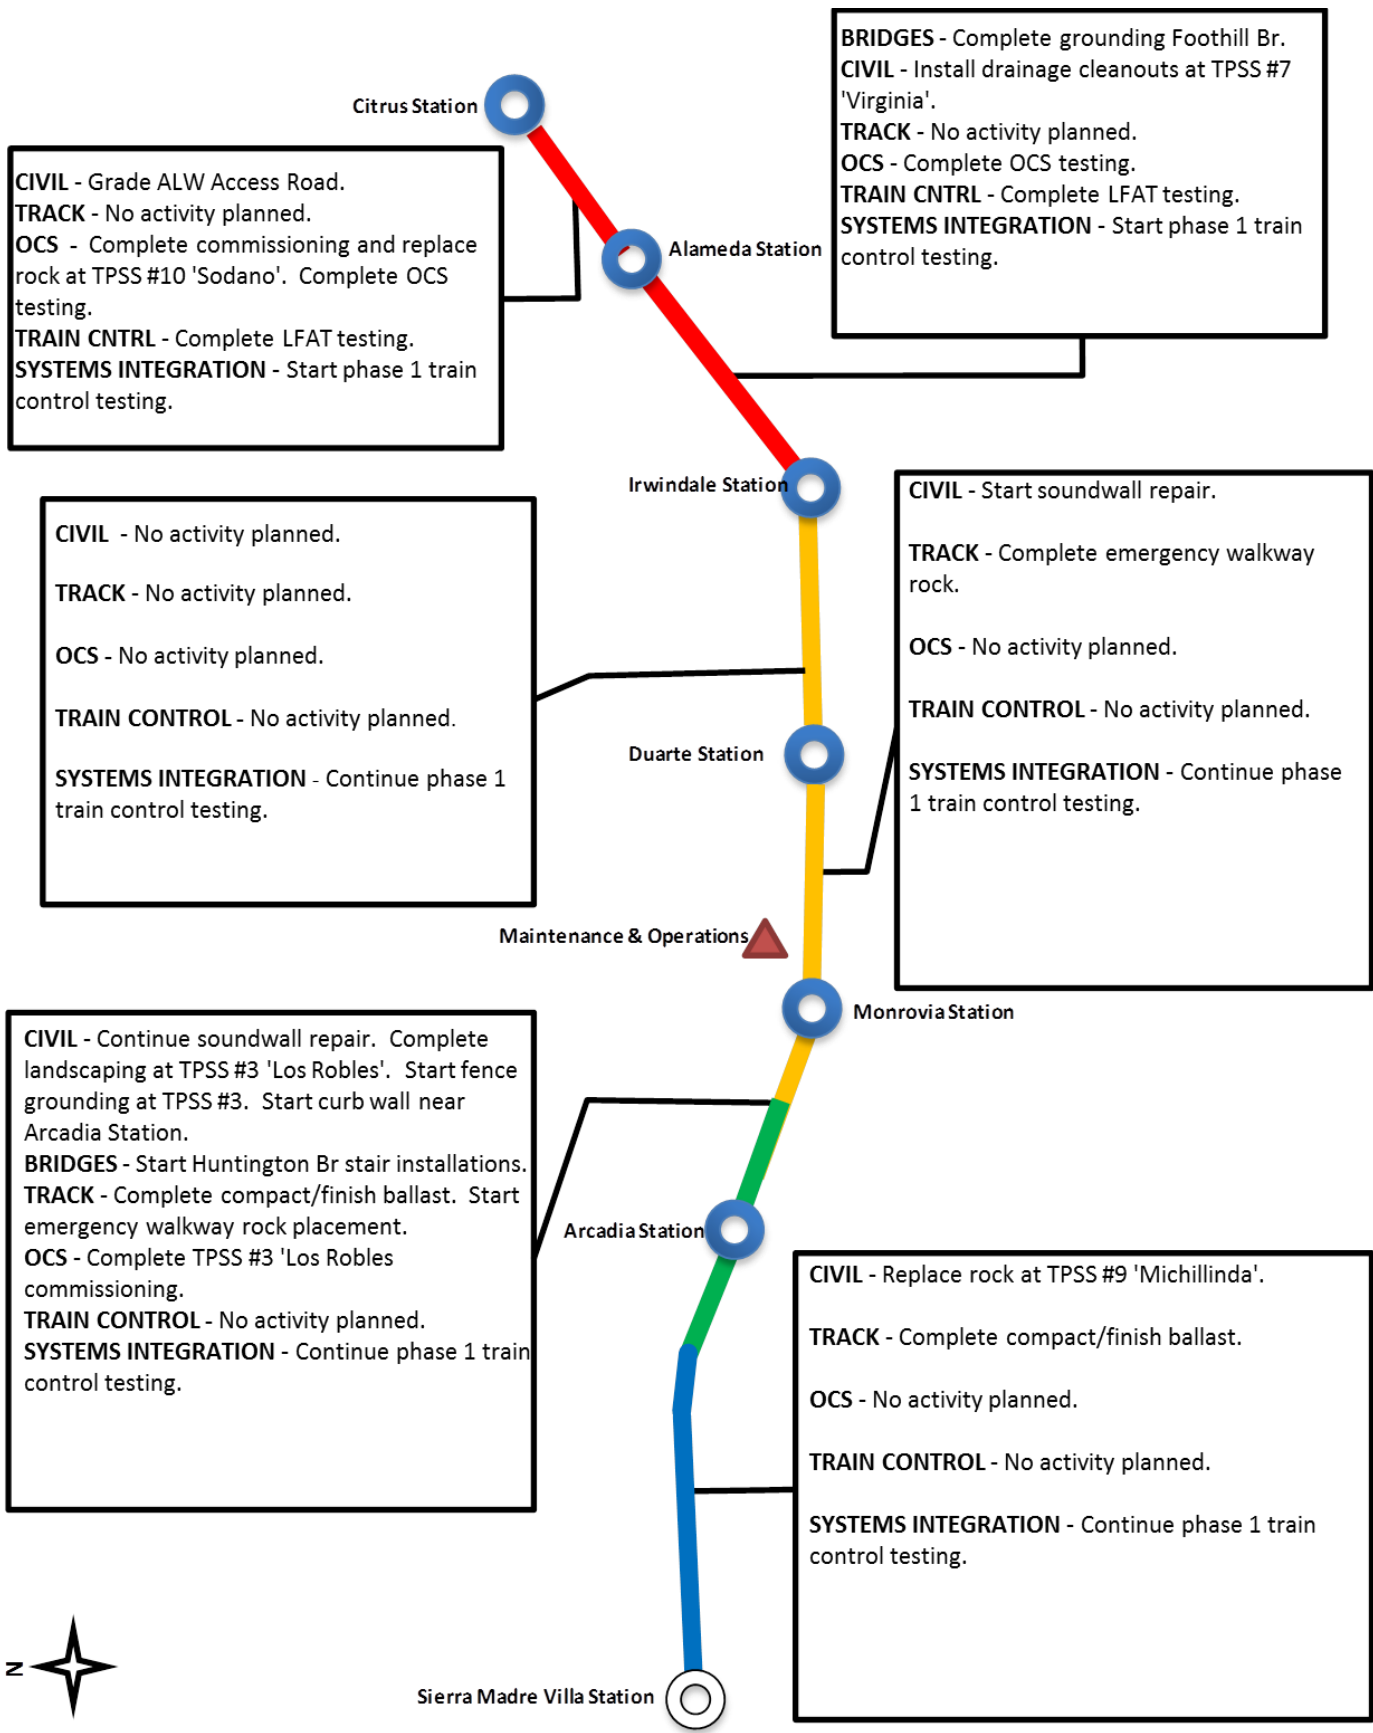 BRIDGES - Complete grounding Foothill Br.
CIVIL - Install drainage cleanouts at TPSS #7
'Virginia'.
TRACK - No activity planned.
OCS - Complete OCS testing.
TRAIN CNTRL - Complete LFAT testing.
SYSTEMS INTEGRATION - Start phase 1 train
control testing.
Citrus Station
CIVIL - Grade ALW Access Road.
TRACK - No activity planned.
OCS - Complete commissioning and replace
rock at TPSS #10 'Sodano'. Complete OCS
testing.
TRAIN CNTRL - Complete LFAT testing.
SYSTEMS INTEGRATION - Start phase 1 train
control testing.
Alameda Station
Irwindale Station
CIVIL - Start soundwall repair.
TRACK - Complete emergency walkway
rock.
OCS - No activity planned.
TRAIN CONTROL - No activity planned.
SYSTEMS INTEGRATION - Continue phase
1 train control testing.
CIVIL - No activity planned.
TRACK - No activity planned.
OCS - No activity planned.
TRAIN CONTROL - No activity planned.
SYSTEMS INTEGRATION - Continue phase 1
train control testing.
Duarte Station
Maintenance & Operations
Monrovia Station
CIVIL - Continue soundwall repair. Complete
landscaping at TPSS #3 'Los Robles'. Start fence
grounding at TPSS #3. Start curb wall near
Arcadia Station.
BRIDGES - Start Huntington Br stair installations.
TRACK - Complete compact/finish ballast. Start
emergency walkway rock placement.
OCS - Complete TPSS #3 'Los Robles
commissioning.
TRAIN CONTROL - No activity planned.
SYSTEMS INTEGRATION - Continue phase 1 train
control testing.
Arcadia Station
CIVIL - Replace rock at TPSS #9 'Michillinda'.
TRACK - Complete compact/finish ballast.
OCS - No activity planned.
TRAIN CONTROL - No activity planned.
SYSTEMS INTEGRATION - Continue phase 1 train
control testing.
N
Sierra Madre Villa Station